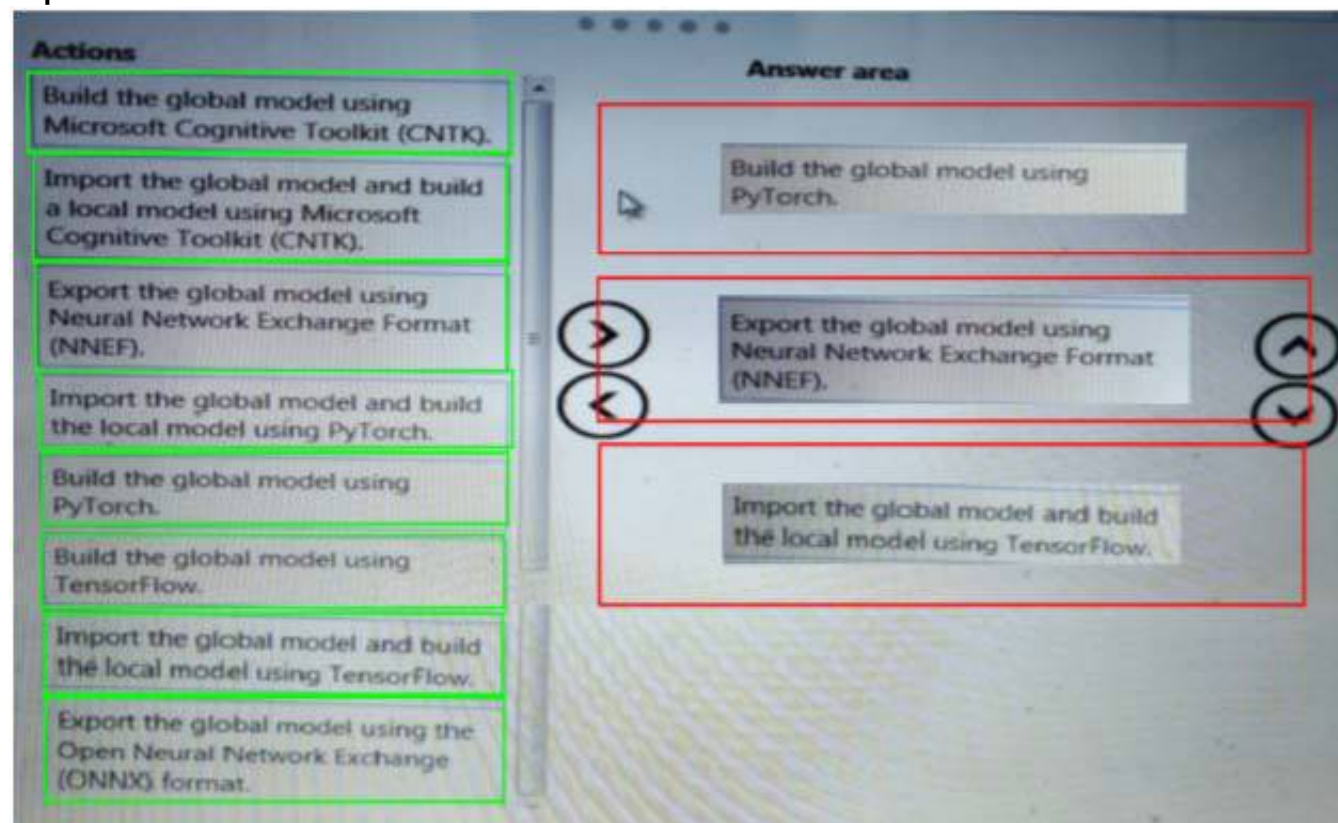 Actions
Build the global model using
Microsoft Cognitive Toolkit (CNTK).
Import the global model and build
a local model using Microsoft
Cognitive Toolkit (CNTK).
Export the global model using
Neural Network Exchange Format
(NNEF).
Import the global model and build
the local model using PyTorch.
Build the global model using
PyTorch.
Build the global model using
TensorFlow.
Import the global model and build
the local model using TensorFlow.
Export the global model using the
Open Neural Network Exchange
(ONNX) format.
Answer area
Build the global model using
PyTorch.
Export the global model using
Neural Network Exchange Format
(NNEF).
Import the global model and build
the local model using TensorFlow.